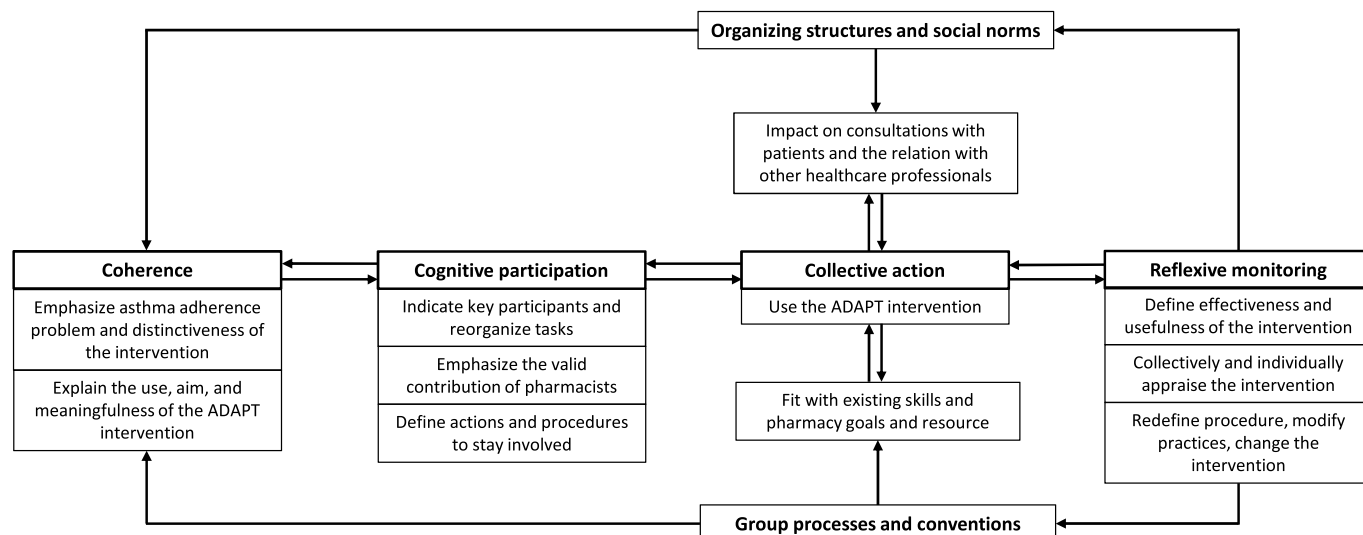 Organizing structures and social norms
Impact on consultations with
patients and the relation with
other healthcare professionals
Coherence
Emphasize asthma adherence
problem and distinctiveness of
the intervention
Explain the use, aim, and
meaningfulness of the ADAPT
intervention
Cognitive participation
Indicate key participants and
reorganize tasks
Emphasize the valid
contribution of pharmacists
Define actions and procedures
to stay involved
Collective action
Use the ADAPT intervention
Fit with existing skills and
pharmacy goals and resource
Reflexive monitoring
Define effectiveness and
usefulness of the intervention
Collectively and individually
appraise the intervention
Redefine procedure, modify
practices, change the
intervention
Group processes and conventions